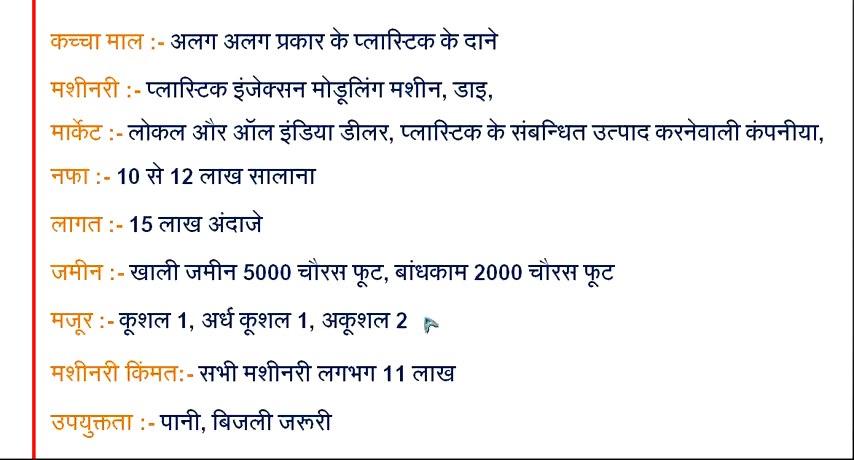 कच्चा माल :- अलग अलग प्रकार के प्लास्टिक के दाने
मशीनरी :- प्लास्टिक इंजेक्सन मोडूलिंग मशीन, डाइ,
मार्केट :- लोकल और ऑल इंडिया डीलर, प्लास्टिक के संबन्धित उत्पाद करनेवाली कंपनीया,
नफा :- 10 से 12 लाख सालाना
लागत :- 15 लाख अंदाजे
जमीन :- खाली जमीन 5000 चौरस फूट, बांधकाम 2000 चौरस फूट
मजूर :- कूशल 1, अर्ध कूशल 1, अकूशल 2
मशीनरी किंमत:- सभी मशीनरी लगभग 11 लाख
उपयुक्तता :- पानी, बिजली जरूरी